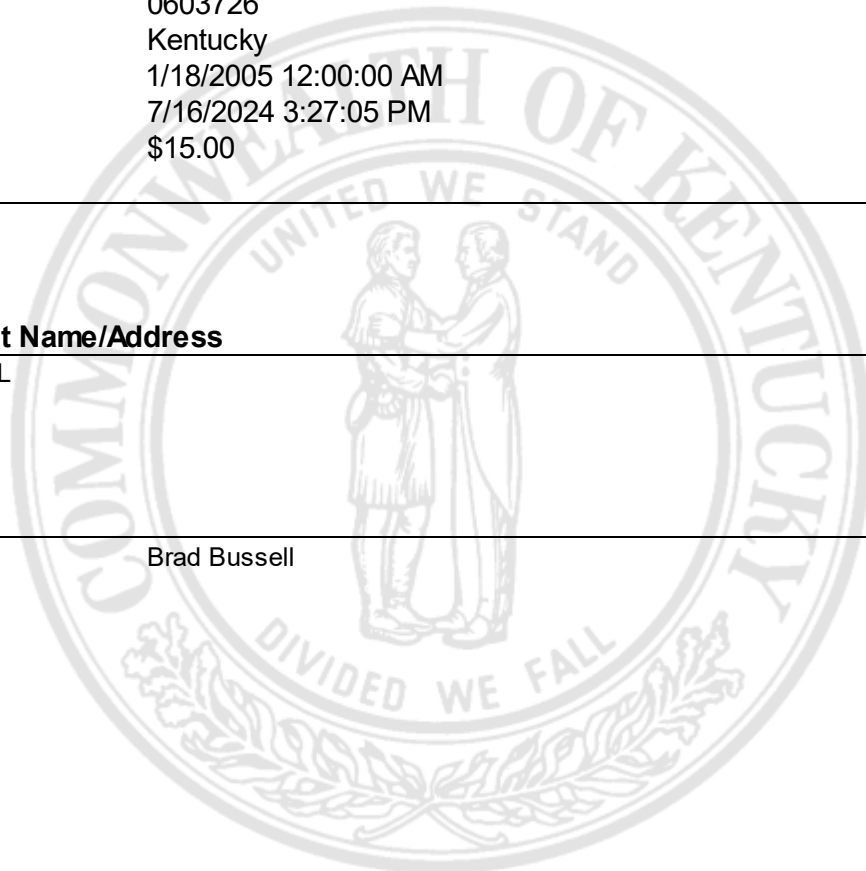 0603726
Kentucky
1/18/2005 12:00:00 AM
7/16/2024 3:27:05 PM
$15.00
COMMONWEALTH OF KENTUCKY
UNITED WE STAND
t Name/Address
L
Brad Bussell
DIVIDED WE FALL